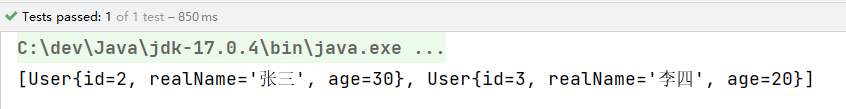 Tests passed: 1 of 1 test – 850 ms
C:\dev\Java\jdk-17.0.4\bin\java.exe ...
[User{id=2, realName='张三', age=30}, User{id=3, realName='李四', age=20}]